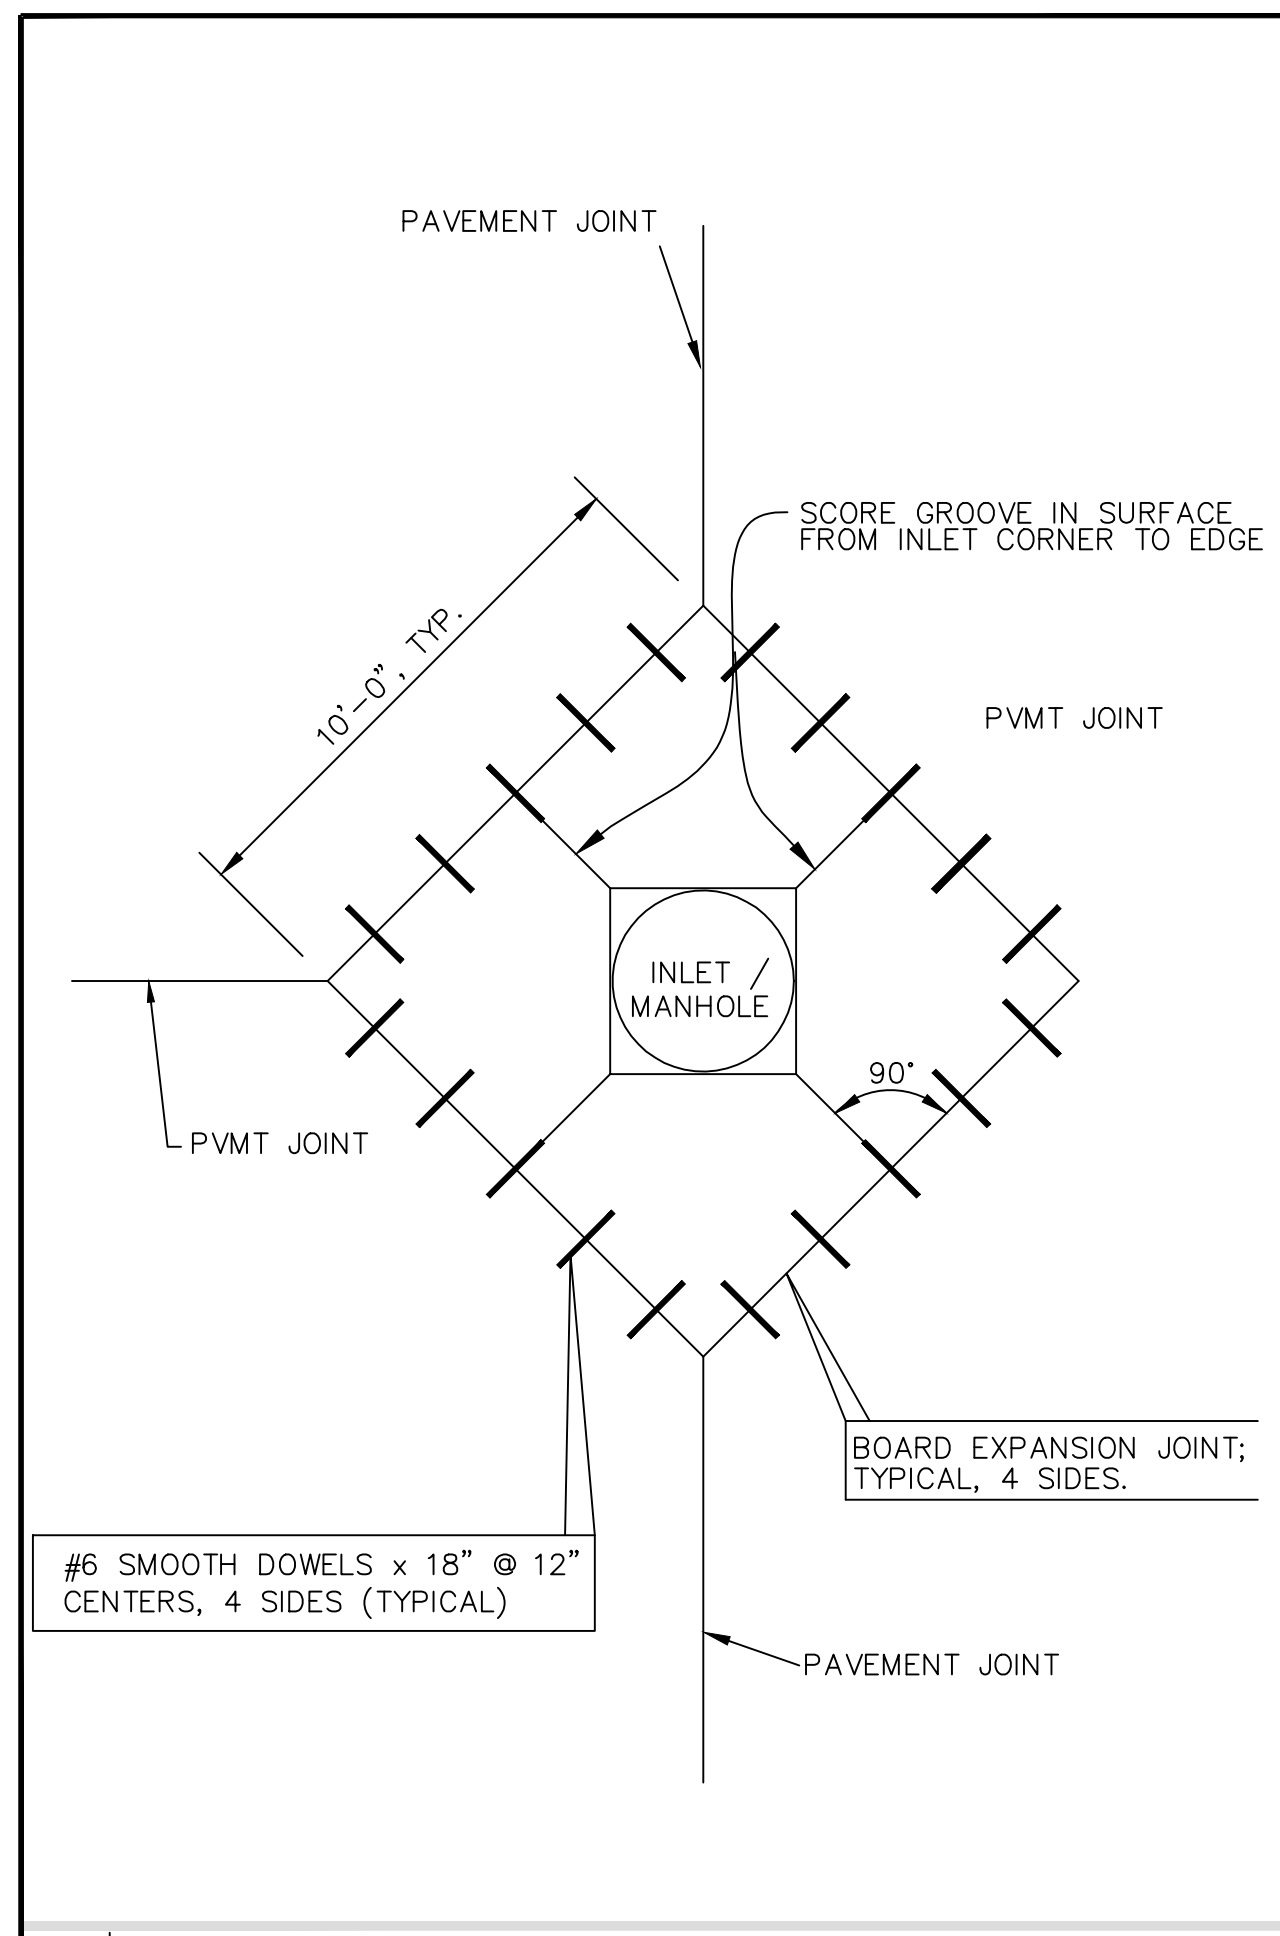 PAVEMENT JOINT
SCORE GROOVE IN SURFACE
FROM INLET CORNER TO EDGE
10'-0", TYP.
PVMT JOINT
INLET /
MANHOLE
90°
PVMT JOINT
BOARD EXPANSION JOINT;
TYPICAL, 4 SIDES.
#6 SMOOTH DOWELS x 18" @ 12"
CENTERS, 4 SIDES (TYPICAL)
PAVEMENT JOINT